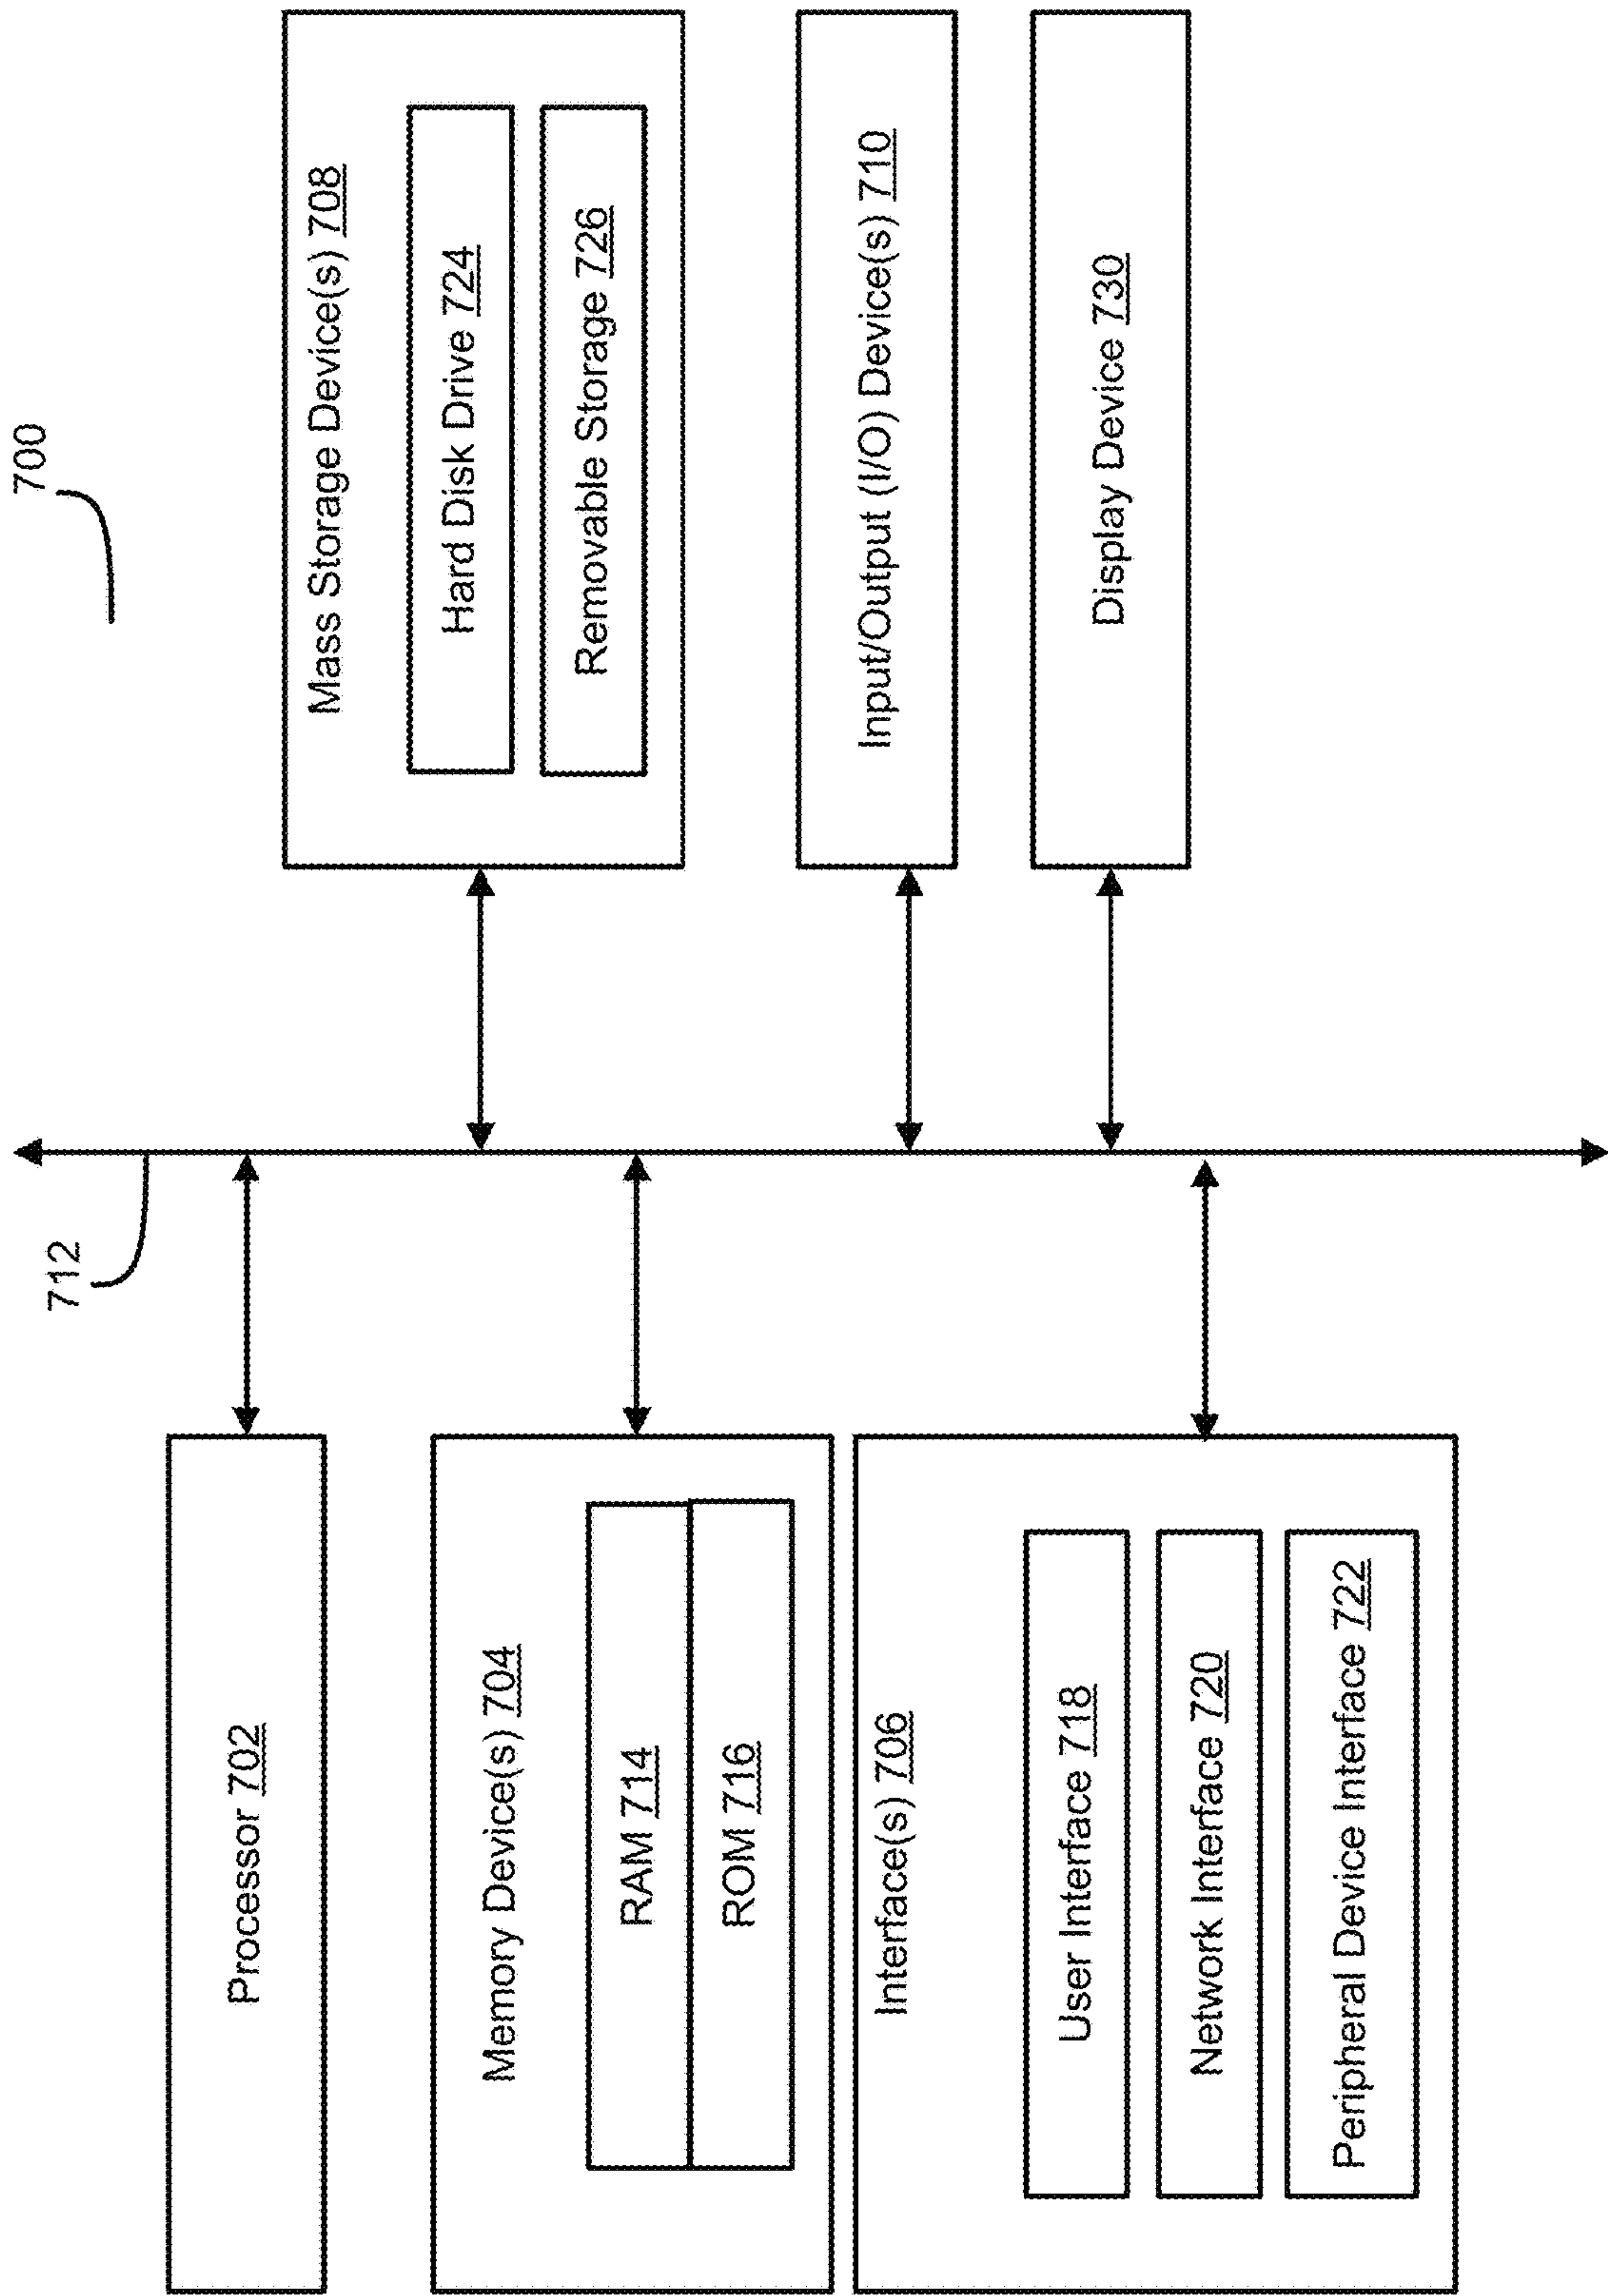 700
712
Processor 702
Memory Device(s) 704
RAM 714
ROM 716
Interface(s) 706
User Interface 718
Network Interface 720
Peripheral Device Interface 722
Mass Storage Device(s) 708
Hard Disk Drive 724
Removable Storage 726
Input/Output (I/O) Device(s) 710
Display Device 730